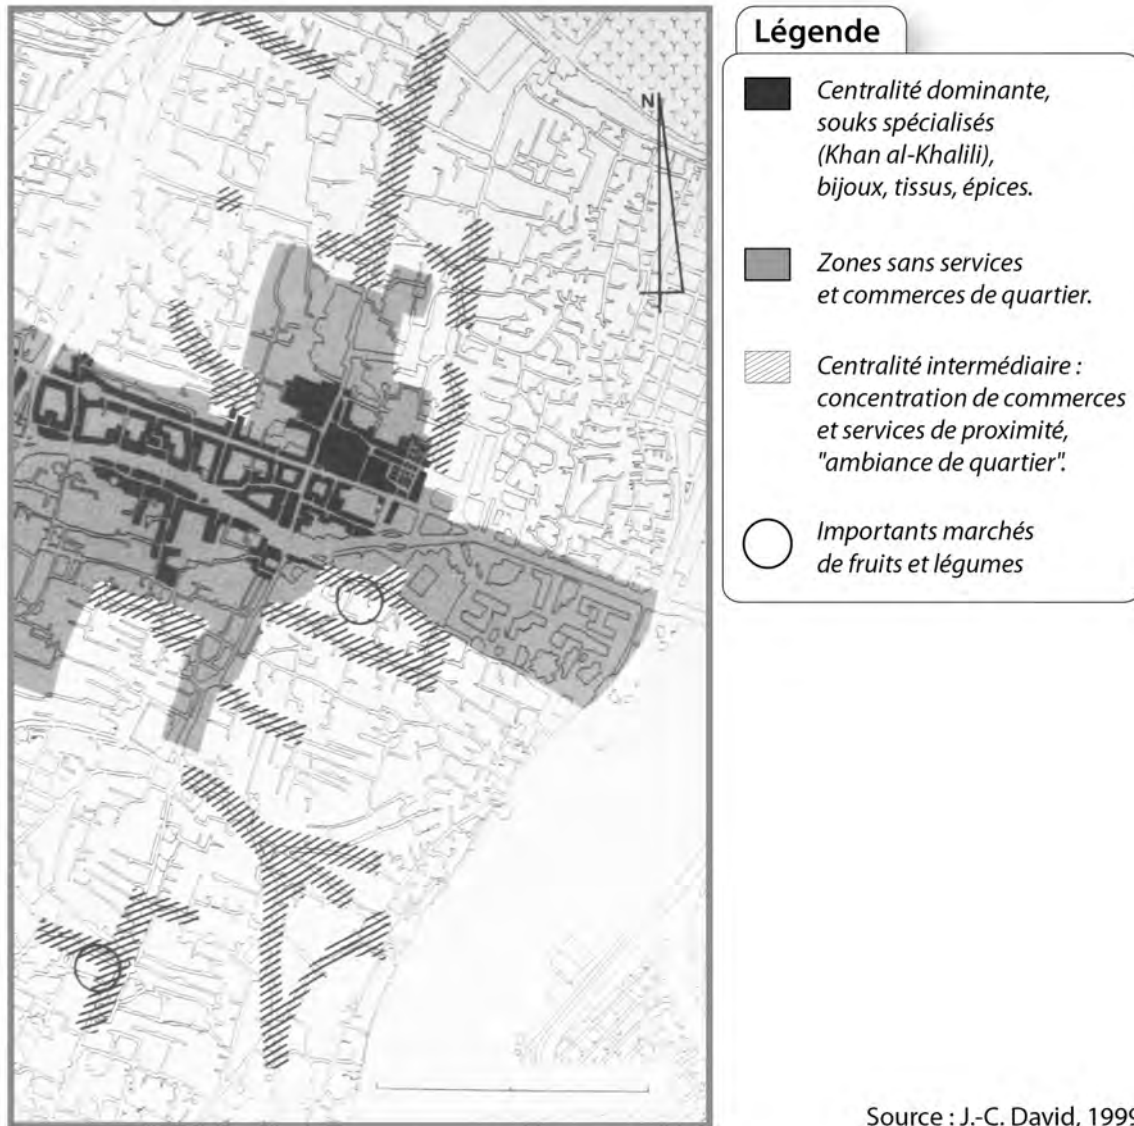 Légende
N
Centralité dominante,
souks spécialisés
(Khan al-Khalili),
bijoux, tissus, épices.
Zones sans services
et commerces de quartier.
Centralité intermédiaire :
concentration de commerces
et services de proximité,
"ambiance de quartier".
Importants marchés
de fruits et légumes
Source : J.-C. David, 1999